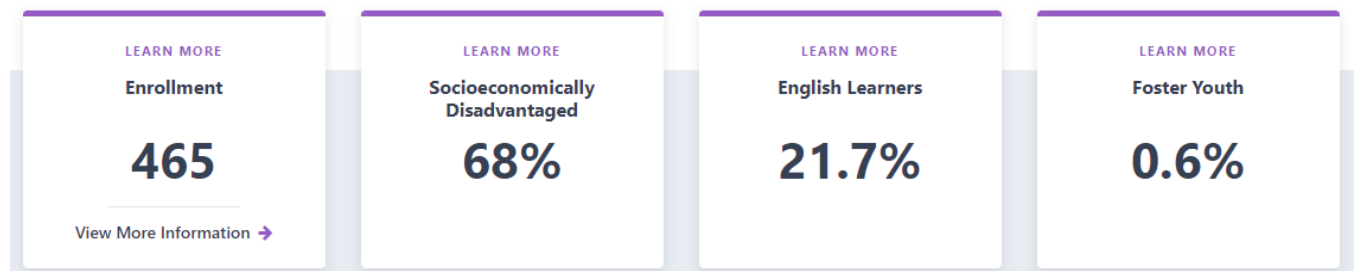 LEARN MORE
Enrollment
465
View More Information
LEARN MORE
Socioeconomically
Disadvantaged
68%
LEARN MORE
English Learners
21.7%
LEARN MORE
Foster Youth
0.6%